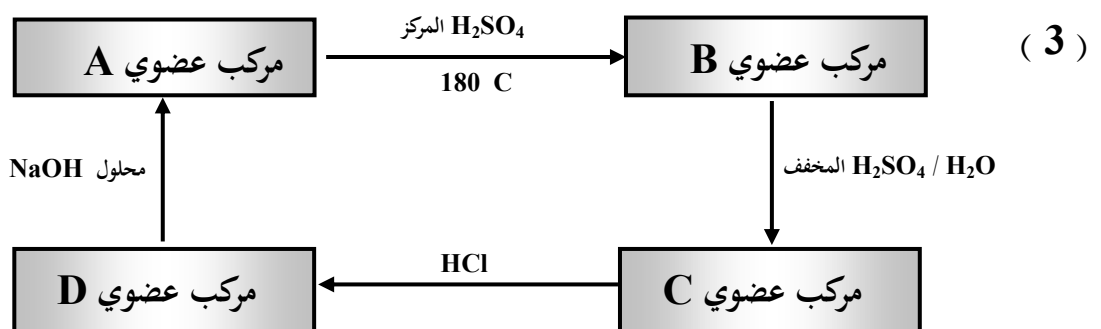 ( 3 )
مركب عضوي A
H₂SO₄ المركز
180 C
مركب عضوي B
محلول NaOH
H₂SO₄ / H₂O المخفف
مركب عضوي D
HCl
مركب عضوي C